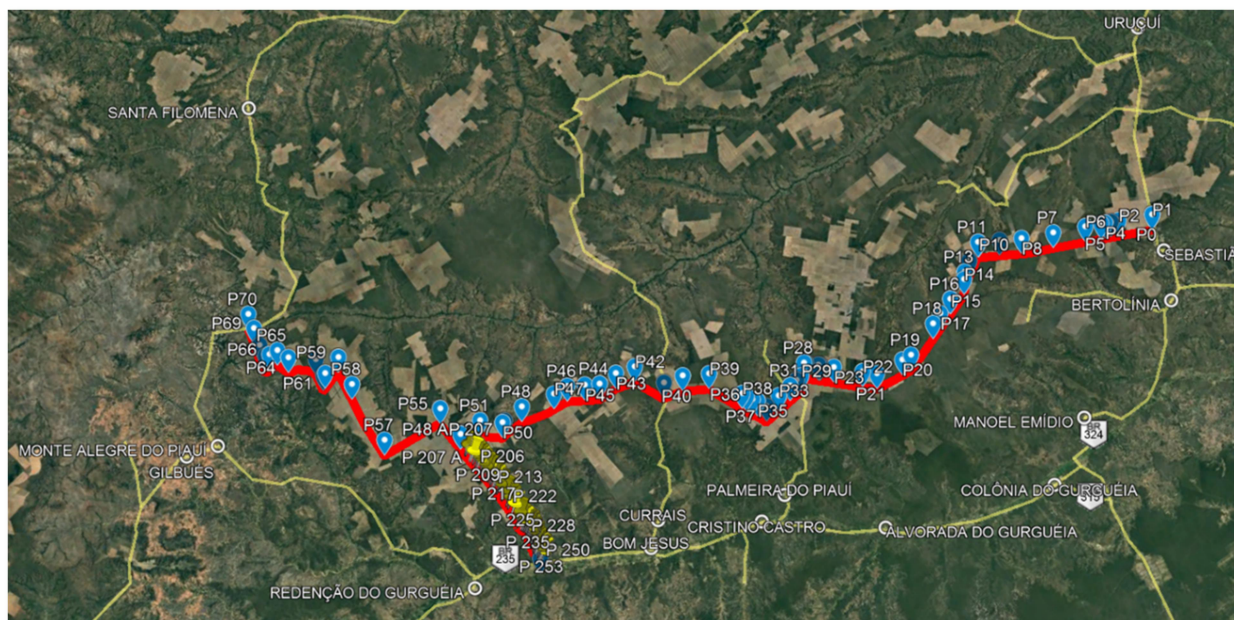 URUÇUÍ
SANTA FILOMENA
P1
P2
P6
P7
P4
P0
P5
P11
P10
P8
SEBASTIÃ
P13
P14
P16
P15
BERTOLÍNIA
P18
P17
P70
P69
P65
P19
P66
P59
P64
P58
P61
P28
P22
P20
P31
P29
P23
P21
P42
P39
P46
P44
P43
P47
P45
P40
P36
P38
P33
P48
P37
P35
P55
P51
P57
P48 A
P 207
P50
MANOEL EMÍDIO
BR
324
MONTE ALEGRE DO PIAUÍ
GILBUÉS
P 207 A
P 206
P 209
P 213
P 217
P 222
COLÔNIA DO GURGUÉIA
319
PALMEIRA DO PIAUÍ
P 225
P 228
CURRAIS
CRISTINO CASTRO
ALVORADA DO GURGUÉIA
P 235
P 250
BOM JESUS
BR
235
P 253
REDENÇÃO DO GURGUÉIA